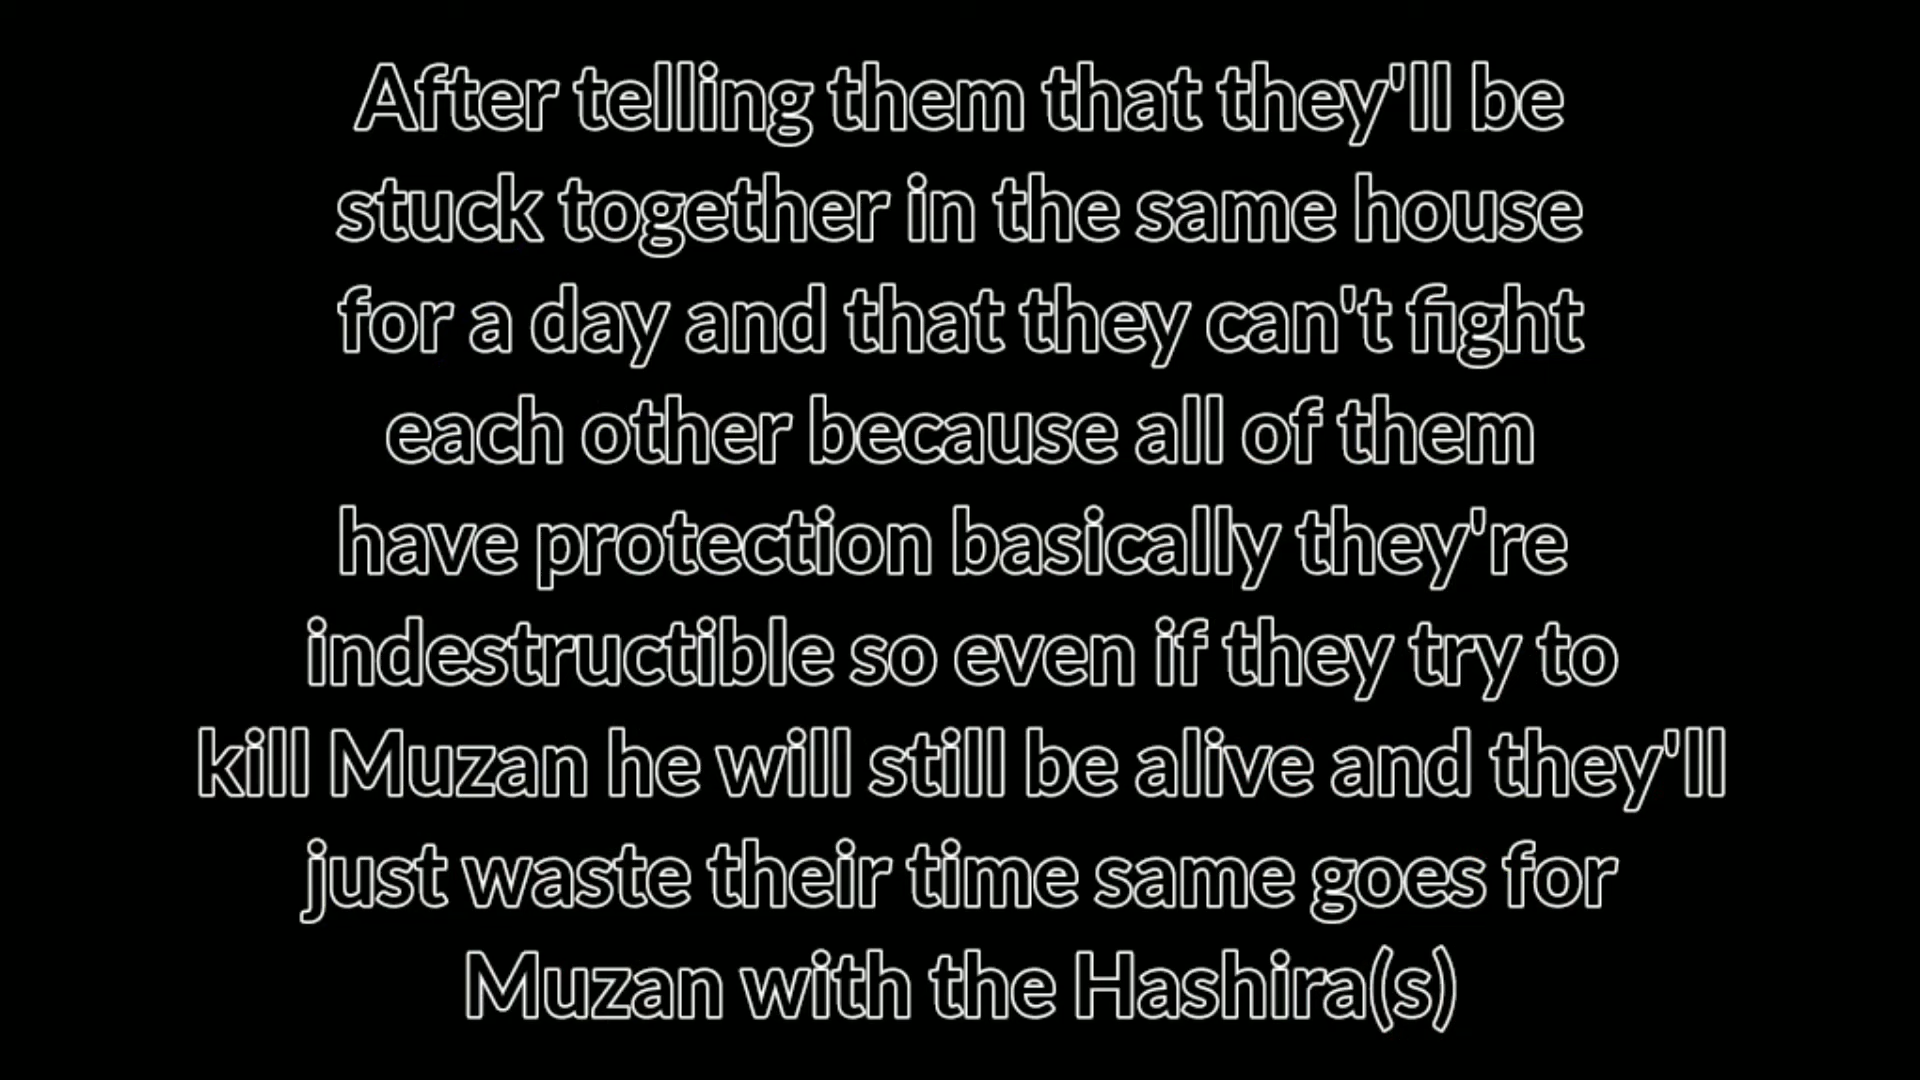 After telling them that they'll be
stuck together in the same house
for a day and that they can't fight
each other because all of them
have protection basically they're
indestructible so even if they try to
kill Muzan he will still be alive and they'll
just waste their time same goes for
Muzan with the Hashira(s)